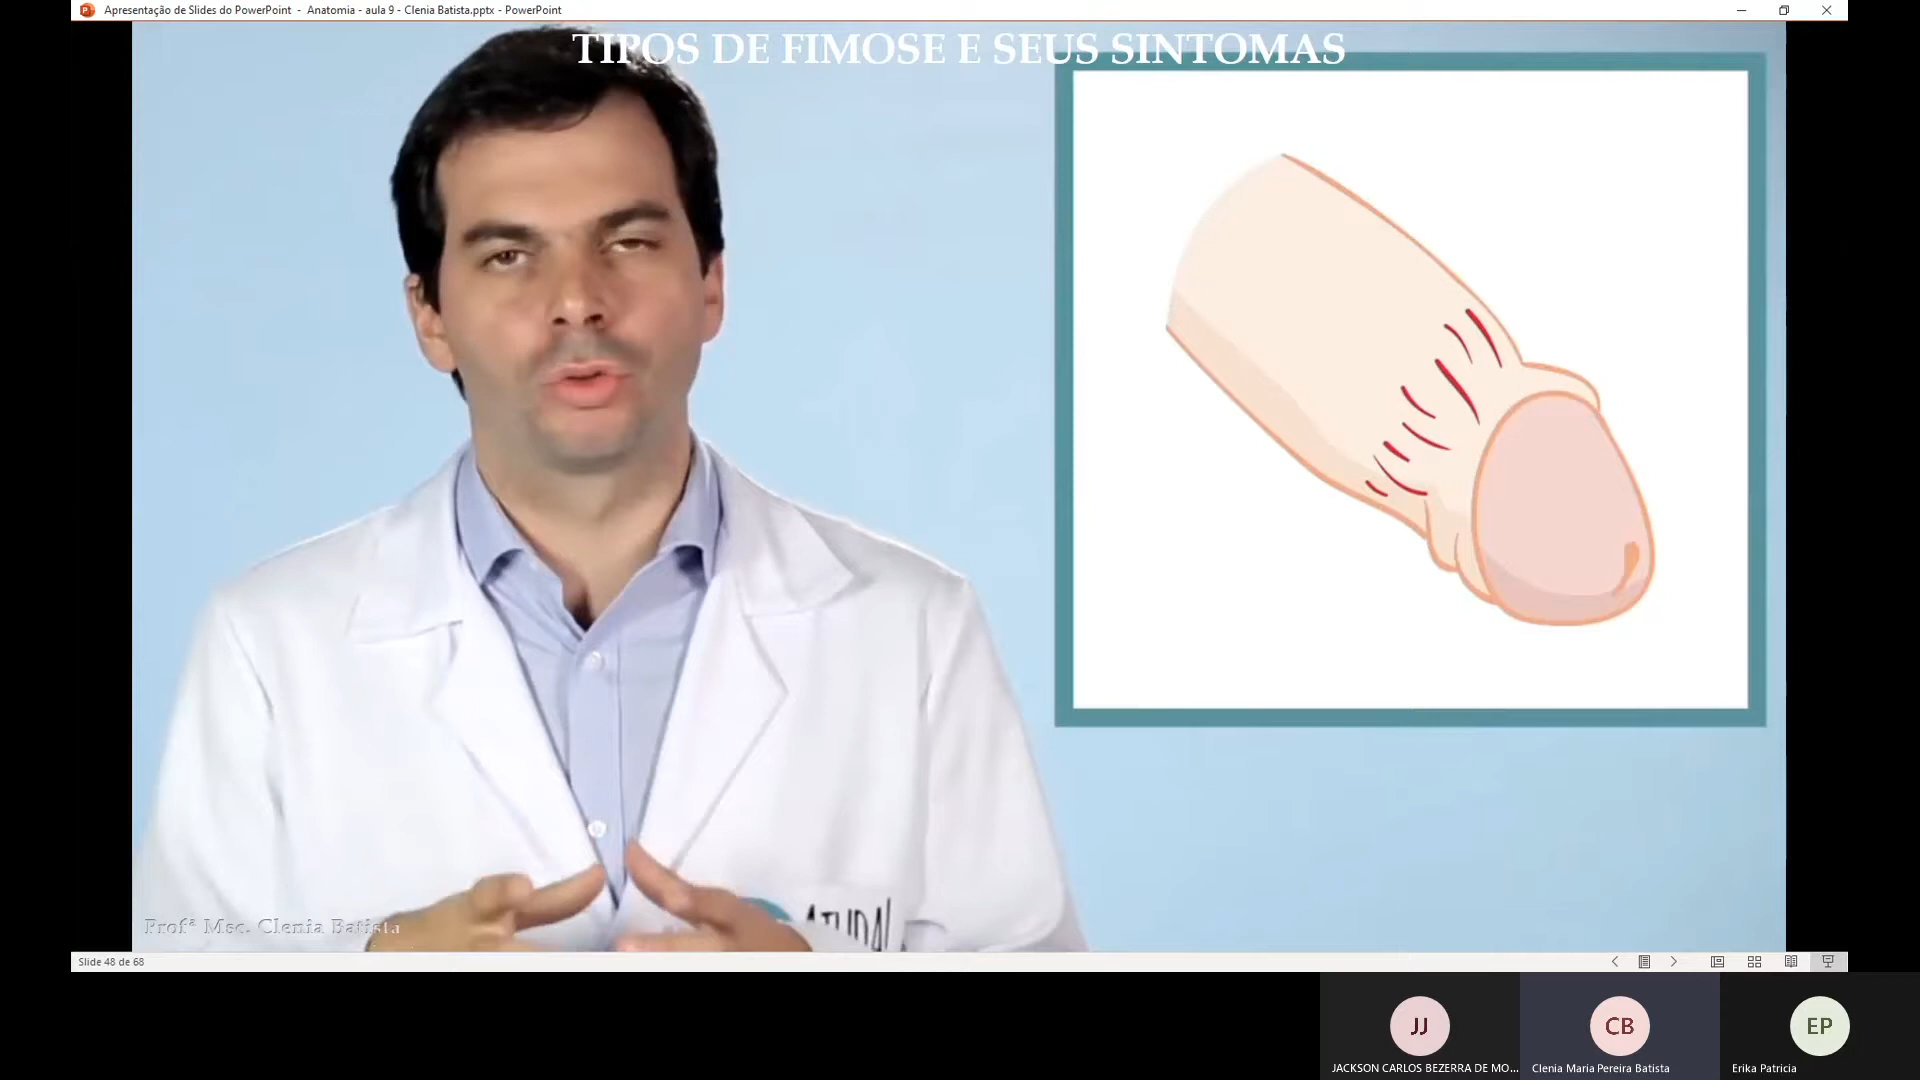 Apresentação de Slides do PowerPoint - Anatomia - aula 9 - Clenia Batista.pptx - PowerPoint
TIPOS DE FIMOSE E SEUS SINTOMAS
Profª Msc. Clenia Batista
Slide 48 de 68
JJ
CB
EP
JACKSON CARLOS BEZERRA DE MO...
Clenia Maria Pereira Batista
Erika Patricia